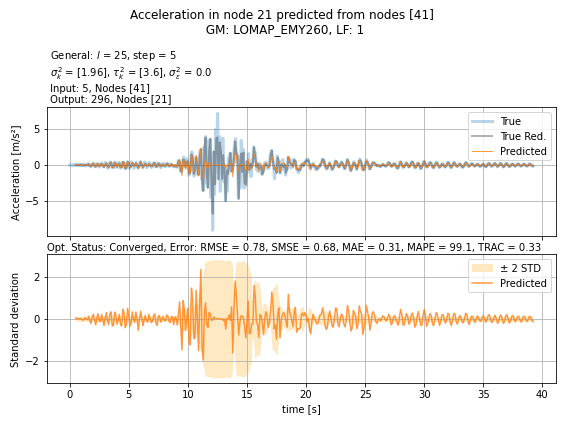 Acceleration in node 21 predicted from nodes [41]
GM: LOMAP_EMY260, LF: 1
General: l = 25, step = 5
σ²ₖ = [1.96], τ²ₖ = [3.6], σ²ε = 0.0
Input: 5, Nodes [41]
Output: 296, Nodes [21]
Acceleration [m/s²]
5
0
−5
True
True Red.
Predicted
Opt. Status: Converged, Error: RMSE = 0.78, SMSE = 0.68, MAE = 0.31, MAPE = 99.1, TRAC = 0.33
Standard deviation
2
0
−2
± 2 STD
Predicted
0 5 10 15 20 25 30 35 40
time [s]